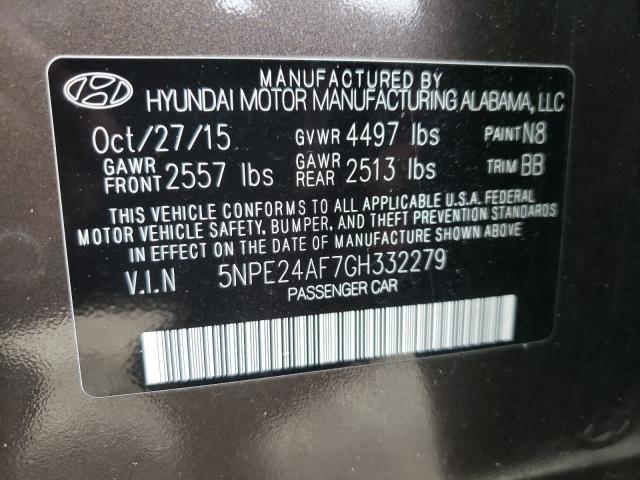 MANUFACTURED BY
HYUNDAI MOTOR MANUFACTURING ALABAMA, LLC
Oct/27/15 GVWR 4497 lbs PAINT N8
GAWR FRONT 2557 lbs GAWR REAR 2513 lbs TRIM BB
THIS VEHICLE CONFORMS TO ALL APPLICABLE U.S.A. FEDERAL
MOTOR VEHICLE SAFETY, BUMPER, AND THEFT PREVENTION STANDARDS
IN EFFECT ON THE DATE OF MANUFACTURE SHOWN ABOVE.
V.I.N 5NPE24AF7GH332279
PASSENGER CAR